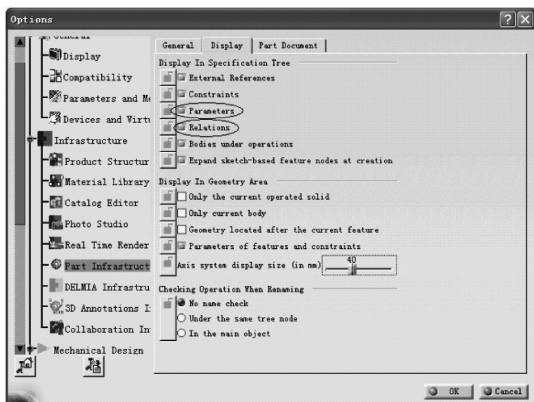 Options
General
Display
Compatibility
Parameters and Me
Devices and Virtu
Infrastructure
Product Structur
Material Library
Catalog Editor
Photo Studio
Real Time Render
Part Infrastruct
DELMIA Infrastru
3D Annotations I
Collaboration In
Mechanical Design
General Display Part Document
Display In Specification Tree
External References
Constraints
Parameters
Relations
Bodies under operations
Expand sketch-based feature nodes at creation
Display In Geometry Area
Only the current operated solid
Only current body
Geometry located after the current feature
Parameters of features and constraints
Axis system display size (in mm) 40
Checking Operation When Renaming
No name check
Under the same tree node
In the main object
OK Cancel